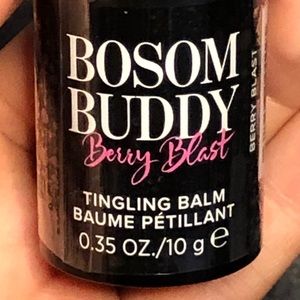 BOSOM
BUDDY
Berry Blast
TINGLING BALM
BAUME PÉTILLANT
0.35 OZ./10 g e
BERRY BLAST